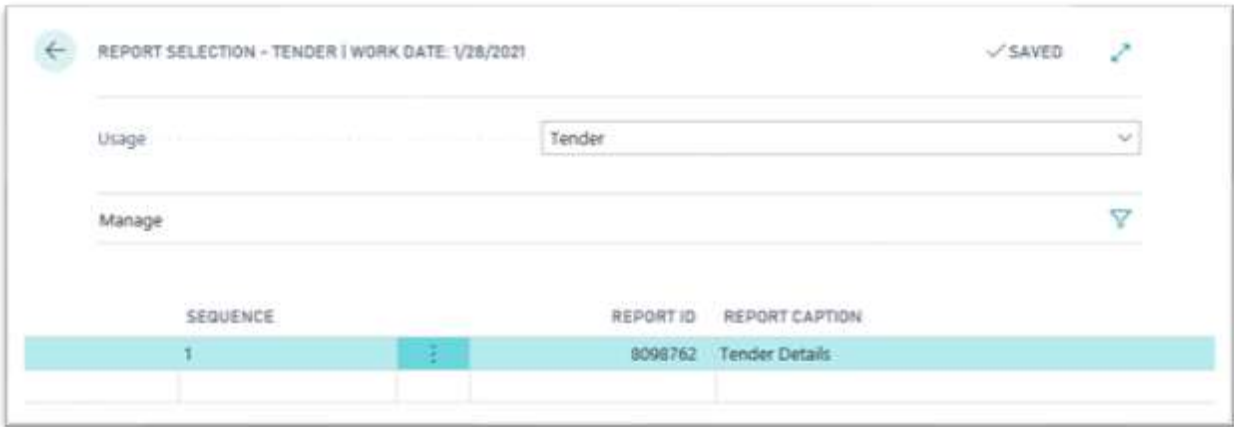 REPORT SELECTION - TENDER | WORK DATE: 1/28/2021
SAVED
Usage
Tender
Manage
SEQUENCE REPORT ID REPORT CAPTION
1 8098762 Tender Details